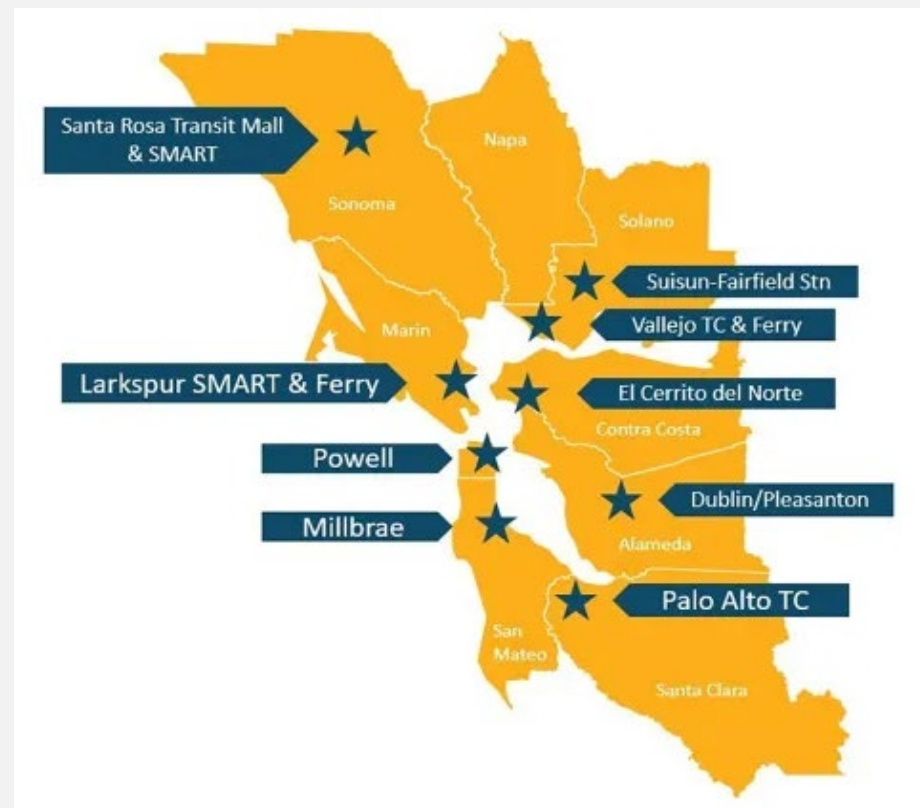 Santa Rosa Transit Mall
& SMART
Napa
Sonoma
Solano
Suisun-Fairfield Stn
Marin
Vallejo TC & Ferry
Larkspur SMART & Ferry
El Cerrito del Norte
Contra Costa
Powell
Dublin/Pleasanton
Millbrae
Alameda
Palo Alto TC
San
Mateo
Santa Clara